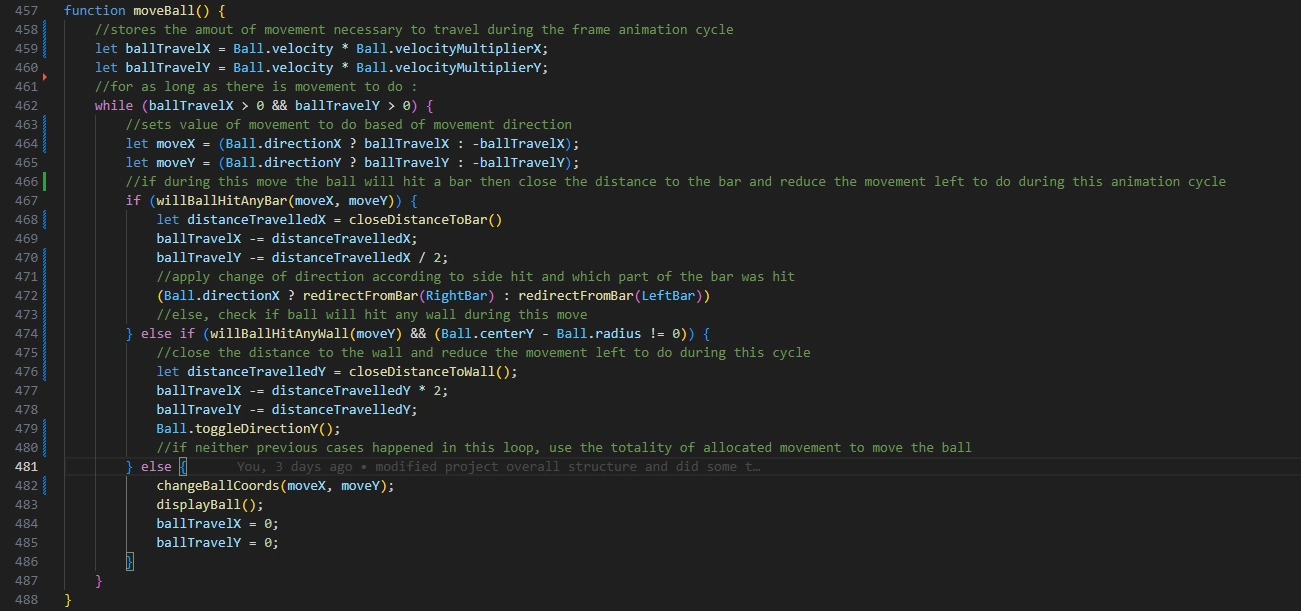 457 function moveBall() {
458 //stores the amout of movement necessary to travel during the frame animation cycle
459 let ballTravelX = Ball.velocity * Ball.velocityMultiplierX;
460 let ballTravelY = Ball.velocity * Ball.velocityMultiplierY;
461 //for as long as there is movement to do :
462 while (ballTravelX > 0 && ballTravelY > 0) {
463 //sets value of movement to do based of movement direction
464 let moveX = (Ball.directionX ? ballTravelX : -ballTravelX);
465 let moveY = (Ball.directionY ? ballTravelY : -ballTravelY);
466 //if during this move the ball will hit a bar then close the distance to the bar and reduce the movement left to do during this animation cycle
467 if (willBallHitAnyBar(moveX, moveY)) {
468 let distanceTravelledX = closeDistanceToBar()
469 ballTravelX -= distanceTravelledX;
470 ballTravelY -= distanceTravelledX / 2;
471 //apply change of direction according to side hit and which part of the bar was hit
472 (Ball.directionX ? redirectFromBar(RightBar) : redirectFromBar(LeftBar))
473 //else, check if ball will hit any wall during this move
474 } else if (willBallHitAnyWall(moveY) && (Ball.centerY - Ball.radius != 0)) {
475 //close the distance to the wall and reduce the movement left to do during this cycle
476 let distanceTravelledY = closeDistanceToWall();
477 ballTravelX -= distanceTravelledY * 2;
478 ballTravelY -= distanceTravelledY;
479 Ball.toggleDirectionY();
480 //if neither previous cases happened in this loop, use the totality of allocated movement to move the ball
481 } else { You, 3 days ago • modified project overall structure and did some t…
482 changeBallCoords(moveX, moveY);
483 displayBall();
484 ballTravelX = 0;
485 ballTravelY = 0;
486 }
487 }
488 }